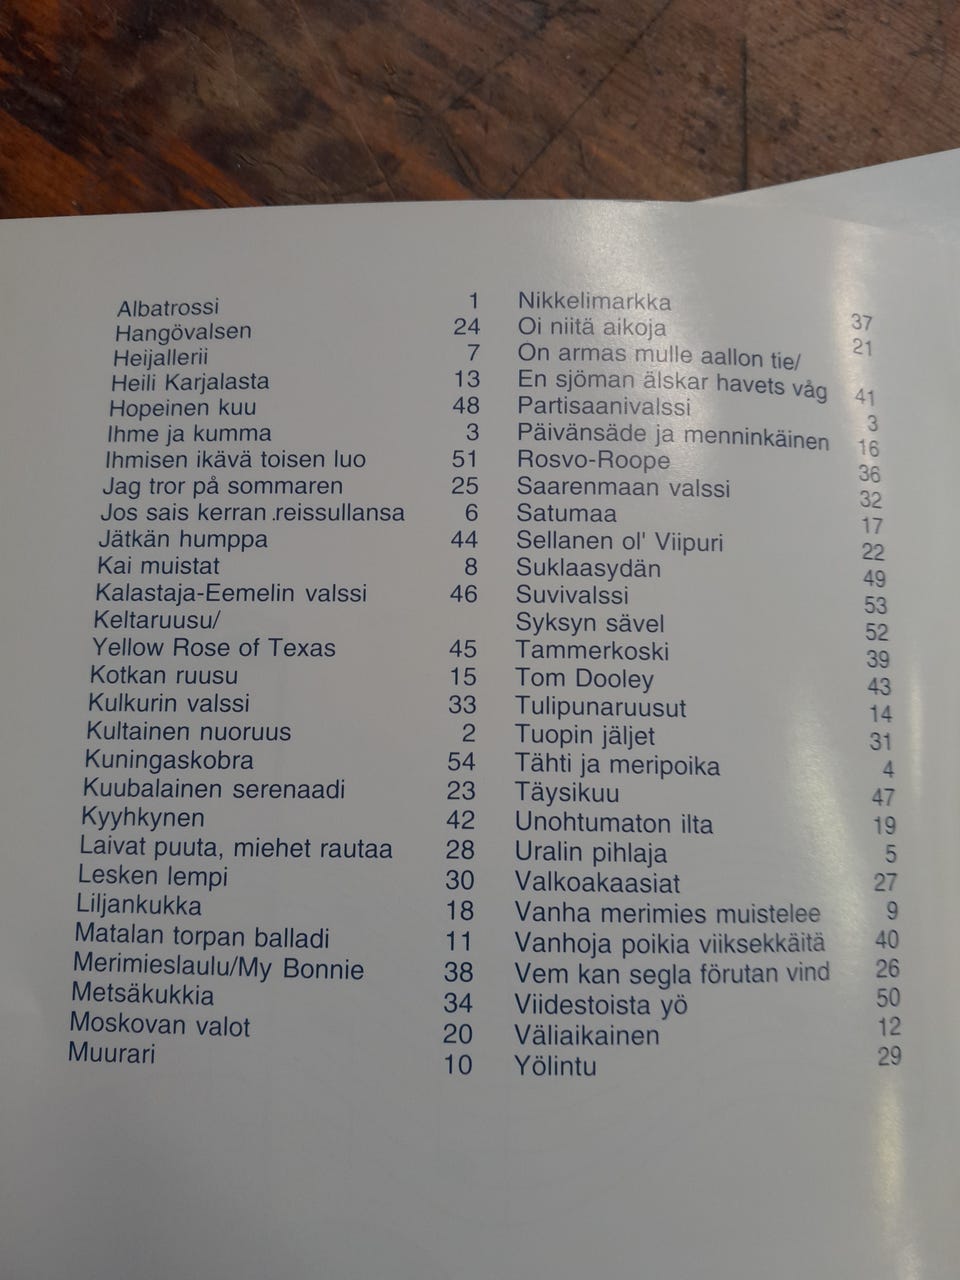 Albatrossi 1
Hangövalsen 24
Heijallerii 7
Heili Karjalasta 13
Hopeinen kuu 48
Ihme ja kumma 3
Ihmisen ikävä toisen luo 51
Jag tror på sommaren 25
Jos sais kerran .reissullansa 6
Jätkän humppa 44
Kai muistat 8
Kalastaja-Eemelin valssi 46
Keltaruusu/
Yellow Rose of Texas 45
Kotkan ruusu 15
Kulkurin valssi 33
Kultainen nuoruus 2
Kuningaskobra 54
Kuubalainen serenaadi 23
Kyyhkynen 42
Laivat puuta, miehet rautaa 28
Lesken lempi 30
Liljankukka 18
Matalan torpan balladi 11
Merimieslaulu/My Bonnie 38
Metsäkukkia 34
Moskovan valot 20
Muurari 10
Nikkelimarkka 37
Oi niitä aikoja 21
On armas mulle aallon tie/
En sjöman älskar havets våg 41
Partisaanivalssi 3
Päivänsäde ja menninkäinen 16
Rosvo-Roope 36
Saarenmaan valssi 32
Satumaa 17
Sellanen ol' Viipuri 22
Suklaasydän 49
Suvivalssi 53
Syksyn sävel 52
Tammerkoski 39
Tom Dooley 43
Tulipunaruusut 14
Tuopin jäljet 31
Tähti ja meripoika 4
Täysikuu 47
Unohtumaton ilta 19
Uralin pihlaja 5
Valkoakaasiat 27
Vanha merimies muistelee 9
Vanhoja poikia viiksekkäitä 40
Vem kan segla förutan vind 26
Viidestoista yö 50
Väliaikainen 12
Yölintu 29